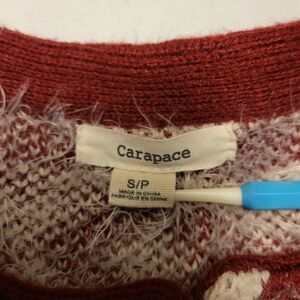 Carapace
S/P
MADE IN CHINA
FABRIQUÉ EN CHINE